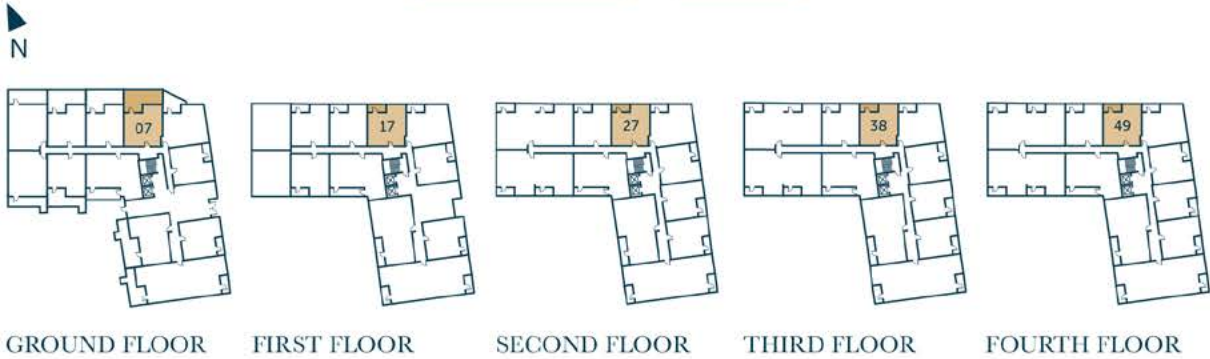 N
07
17
27
38
49
GROUND FLOOR
FIRST FLOOR
SECOND FLOOR
THIRD FLOOR
FOURTH FLOOR